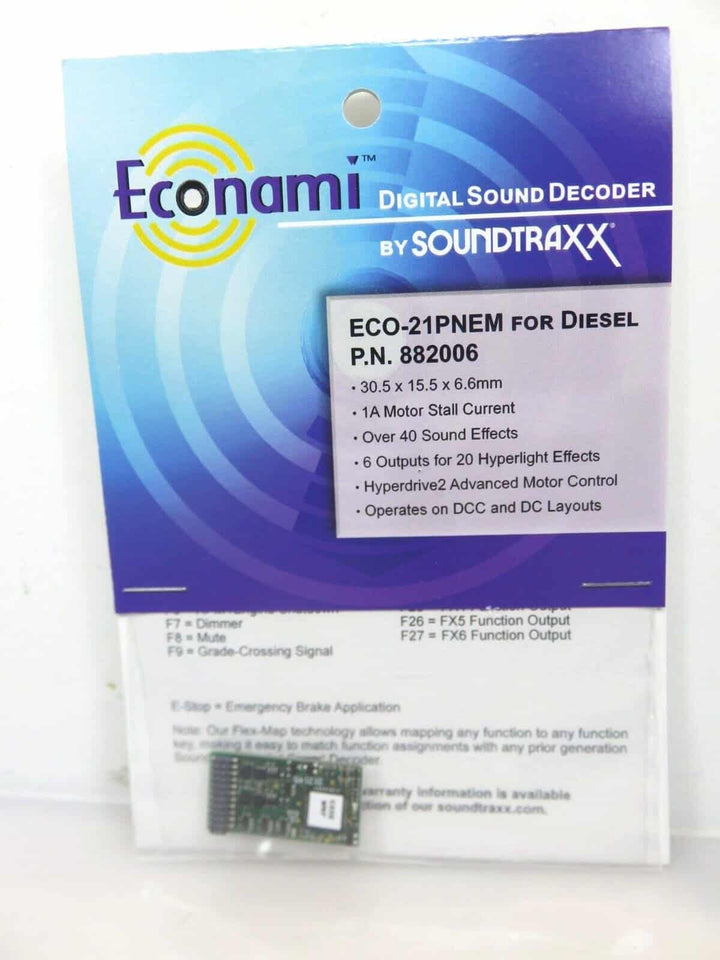 Econami™
DIGITAL SOUND DECODER
BY SOUNDTRAXX®
ECO-21PNEM FOR DIESEL
P.N. 882006
• 30.5 x 15.5 x 6.6mm
• 1A Motor Stall Current
• Over 40 Sound Effects
• 6 Outputs for 20 Hyperlight Effects
• Hyperdrive2 Advanced Motor Control
• Operates on DCC and DC Layouts
F7 = Dimmer
F8 = Mute
F9 = Grade-Crossing Signal
F26 = FX5 Function Output
F27 = FX6 Function Output
E-Stop = Emergency Brake Application
Note: Our Flex-Map technology allows mapping any function to any function
key, making it easy to match function assignments with any prior generation
Decoder
warranty information is available
of our soundtraxx.com.